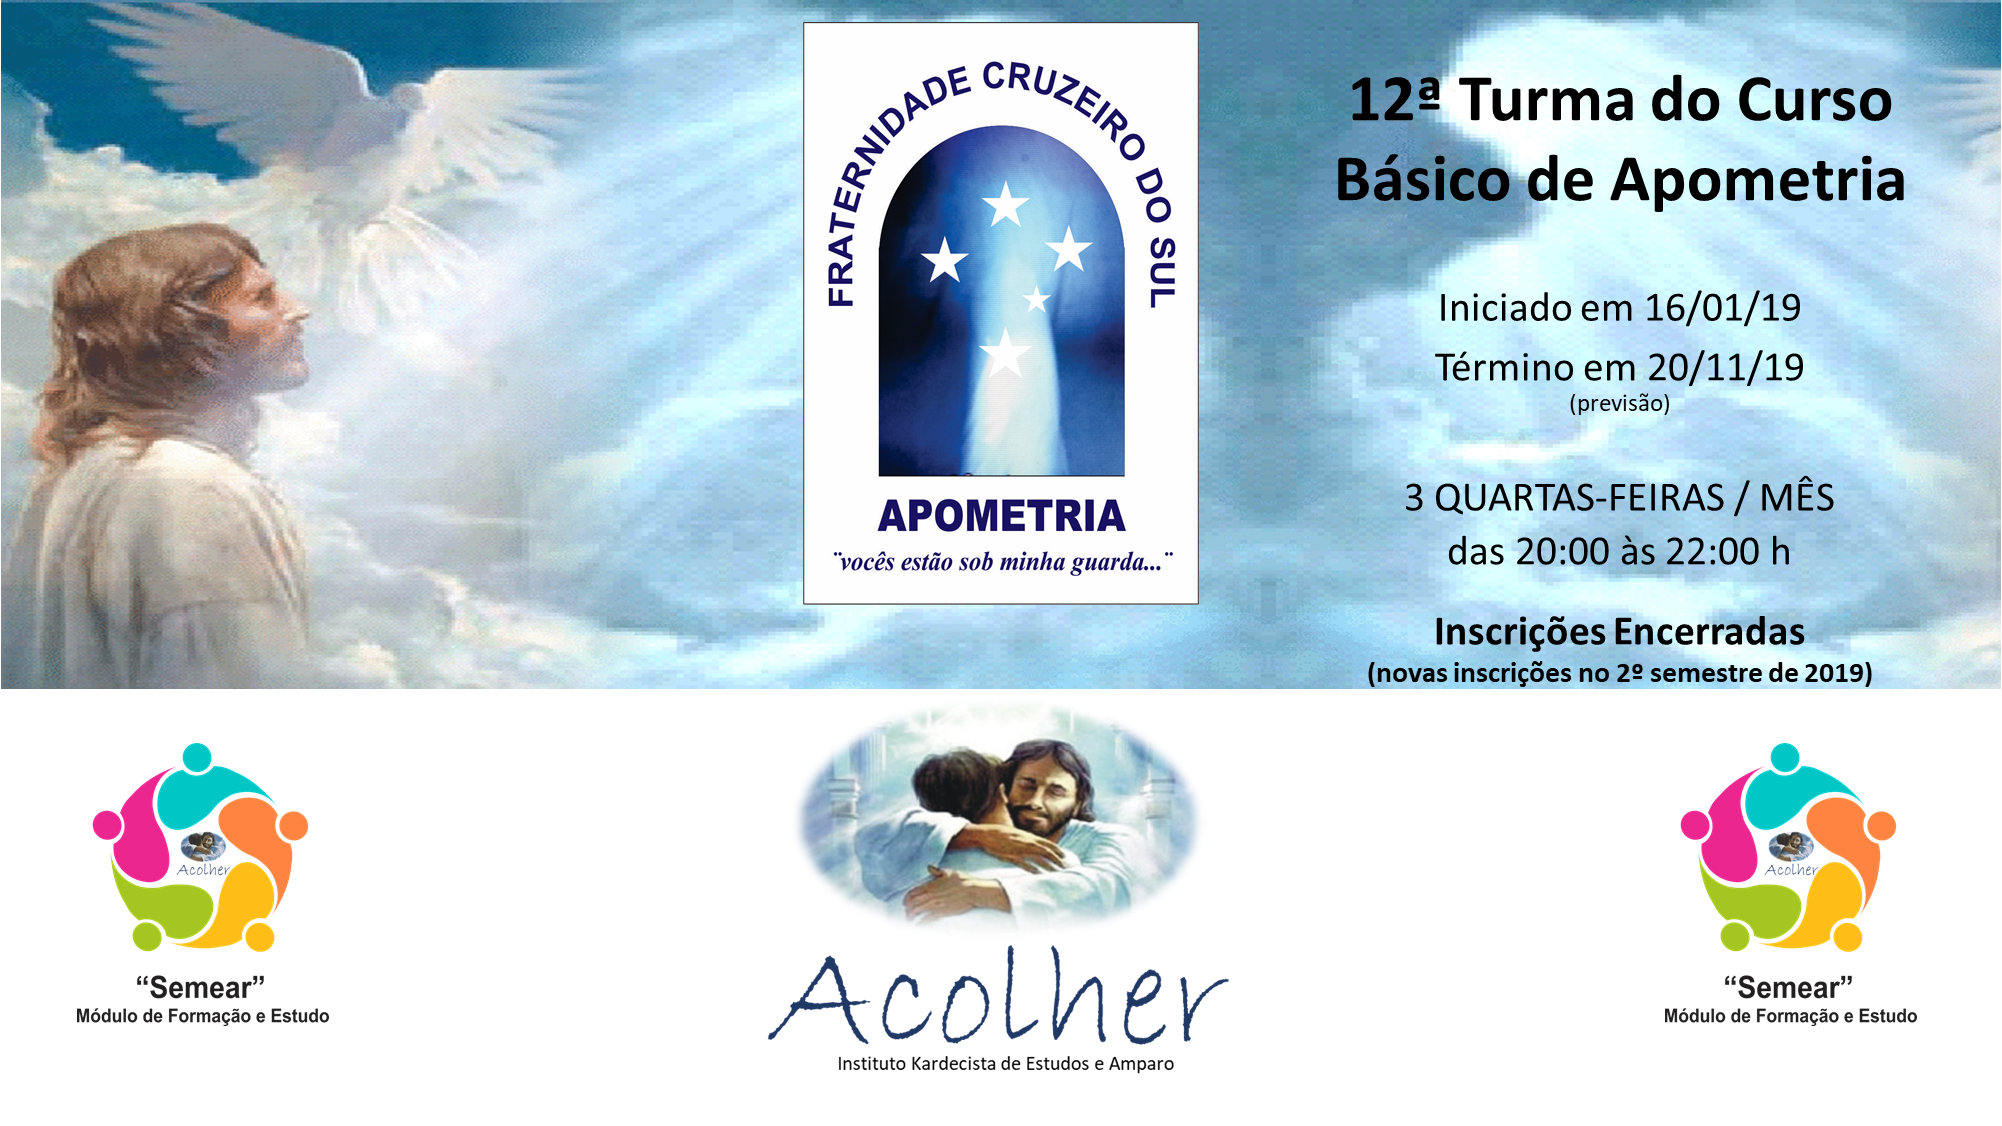 FRATERNIDADE CRUZEIRO DO SUL
APOMETRIA
¨vocês estão sob minha guarda...¨
12ª Turma do Curso
Básico de Apometria
Iniciado em 16/01/19
Término em 20/11/19
(previsão)
3 QUARTAS-FEIRAS / MÊS
das 20:00 às 22:00 h
Inscrições Encerradas
(novas inscrições no 2º semestre de 2019)
Acolher
“Semear”
Módulo de Formação e Estudo
Acolher
Instituto Kardecista de Estudos e Amparo
Acolher
“Semear”
Módulo de Formação e Estudo